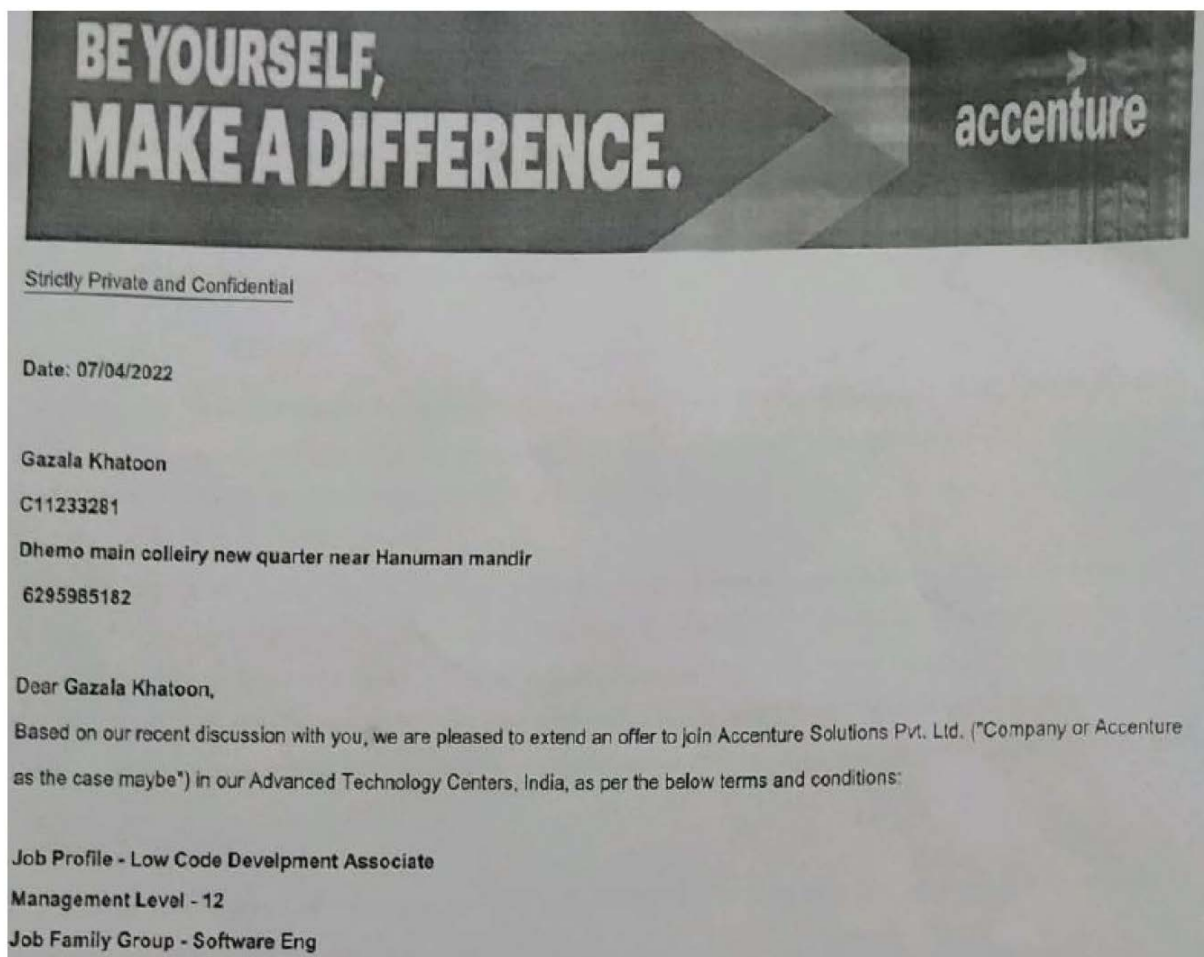 BE YOURSELF,
MAKE A DIFFERENCE.
accenture
Strictly Private and Confidential
Date: 07/04/2022
Gazala Khatoon
C11233281
Dhemo main colleiry new quarter near Hanuman mandir
6295985182
Dear Gazala Khatoon,
Based on our recent discussion with you, we are pleased to extend an offer to join Accenture Solutions Pvt. Ltd. ("Company or Accenture
as the case maybe") in our Advanced Technology Centers, India, as per the below terms and conditions:
Job Profile - Low Code Develpment Associate
Management Level - 12
Job Family Group - Software Eng